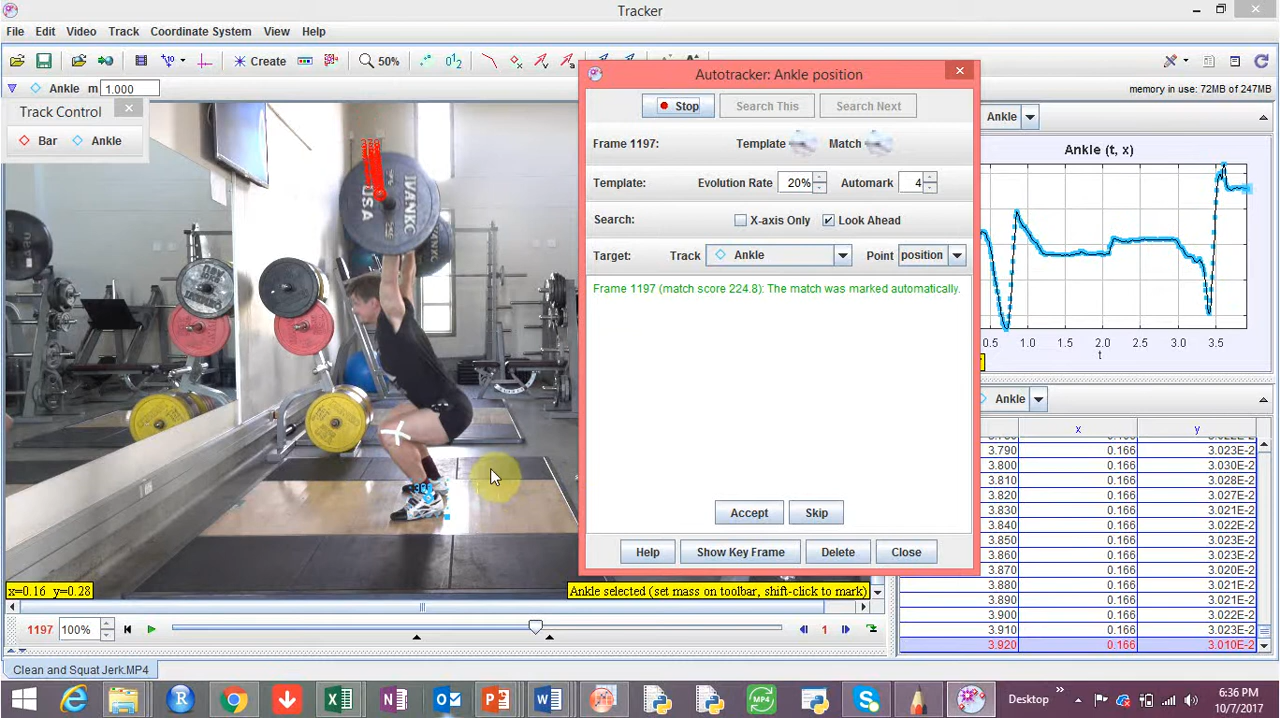 Tracker
File Edit Video Track Coordinate System View Help
Create 50%
Ankle m 1.000
memory in use: 72MB of 247MB
Track Control
Bar Ankle
USA
IVANKO
Autotracker: Ankle position
Stop Search This Search Next
Frame 1197: Template Match
Template: Evolution Rate 20% Automark 4
Search: X-axis Only Look Ahead
Target: Track Ankle Point position
Frame 1197 (match score 224.8): The match was marked automatically.
Accept Skip
Help Show Key Frame Delete Close
Ankle
Ankle (t, x)
0.5 1.0 1.5 2.0 2.5 3.0 3.5
t
Ankle
x y
3.790 0.166 3.023E-2
3.800 0.166 3.030E-2
3.810 0.166 3.028E-2
3.820 0.166 3.027E-2
3.830 0.166 3.023E-2
3.840 0.166 3.022E-2
3.850 0.166 3.023E-2
3.860 0.166 3.022E-2
3.870 0.166 3.020E-2
3.880 0.166 3.021E-2
3.890 0.166 3.021E-2
3.900 0.166 3.022E-2
3.910 0.166 3.023E-2
3.920 0.166 3.010E-2
x=0.16 y=0.28
Ankle selected (set mass on toolbar, shift-click to mark)
1197 100% 1
Clean and Squat Jerk.MP4
Desktop
6:36 PM
10/7/2017